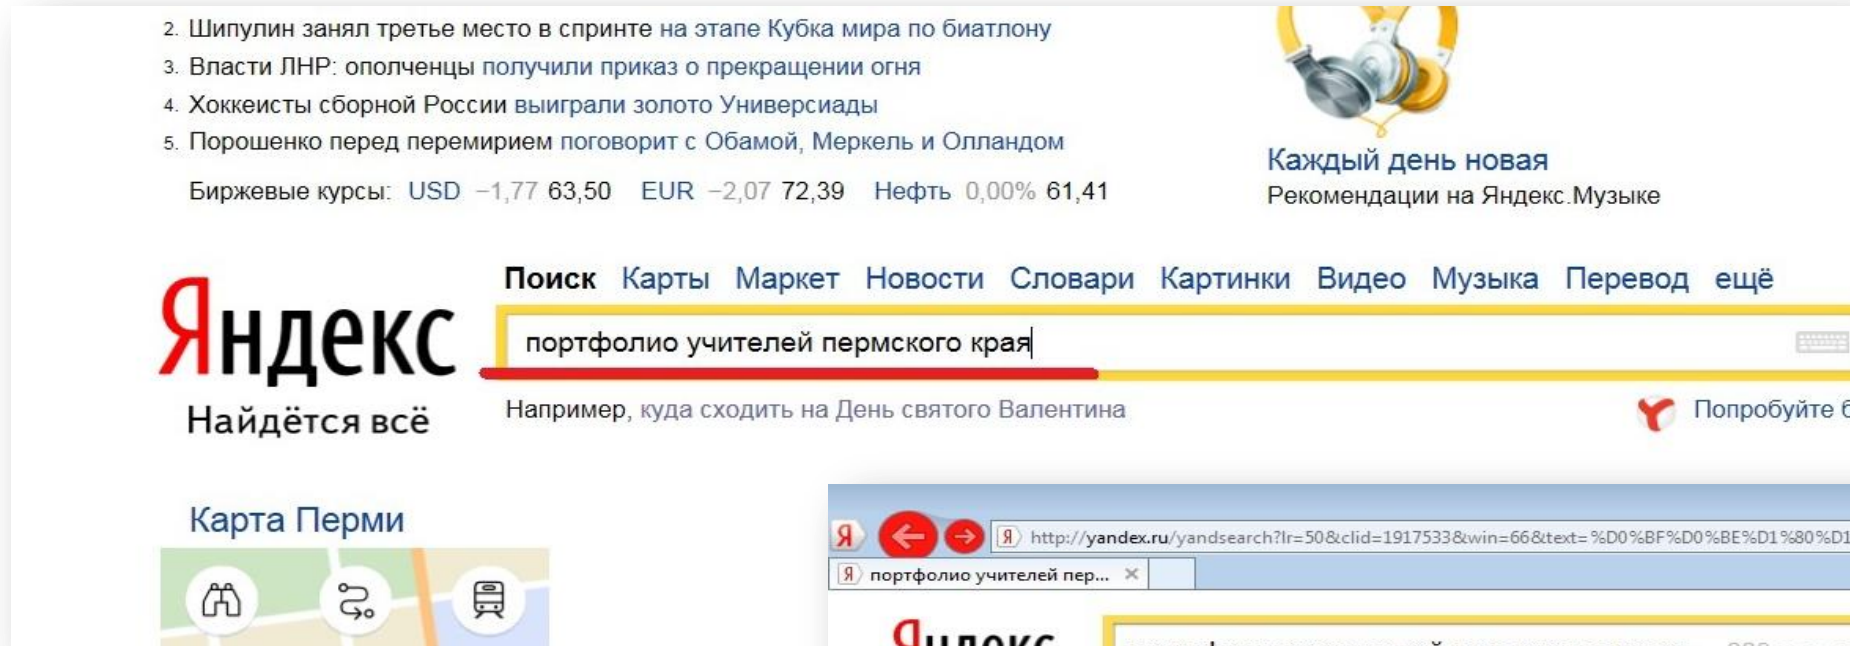 2. Шипулин занял третье место в спринте на этапе Кубка мира по биатлону
3. Власти ЛНР: ополченцы получили приказ о прекращении огня
4. Хоккеисты сборной России выиграли золото Универсиады
5. Порошенко перед перемирием поговорит с Обамой, Меркель и Олландом
Биржевые курсы: USD −1,77 63,50 EUR −2,07 72,39 Нефть 0,00% 61,41
Каждый день новая
Рекомендации на Яндекс.Музыке
Поиск Карты Маркет Новости Словари Картинки Видео Музыка Перевод ещё
Яндекс
портфолио учителей пермского края
Найдётся всё
Например, куда сходить на День святого Валентина
Попробуйте
Карта Перми
Я
Я http://yandex.ru/yandsearch?lr=50&clid=1917533&win=66&text=%D0%BF%D0%BE%D1%80%D1
Я портфолио учителей пер... ×
Яндекс